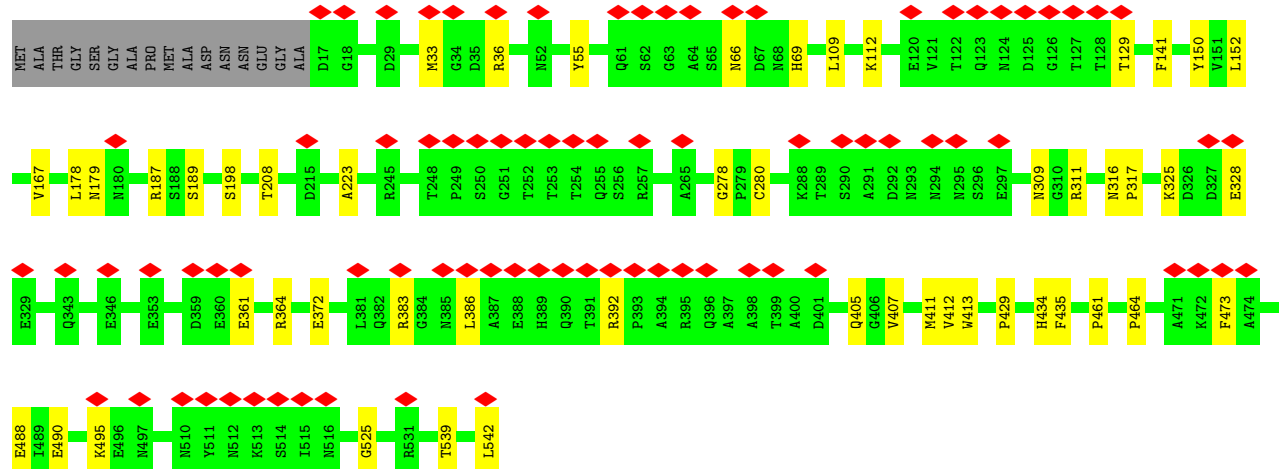 MET ALA THR GLY SER GLY ALA PRO MET ALA ASP ASN ASN GLU GLY ALA D17 G18 D29 M33 G34 D35 R36 N52 Y55 Q61 S62 G63 A64 S65 N66 D67 N68 H69 L109 K112 E120 V121 T122 Q123 N124 D125 G126 T127 T128 T129 F141 Y150 V151 L152
V167 L178 N179 N180 R187 S188 S189 S198 T208 D215 A223 R245 T248 P249 S250 G251 T252 T253 T254 Q255 S256 R257 A265 G278 P279 C280 K288 T289 S290 A291 D292 N293 N294 N295 S296 E297 N309 G310 R311 N316 P317 K325 D326 D327 E328
E329 Q343 E346 E353 D359 E360 E361 R364 E372 L381 Q382 R383 G384 N385 L386 A387 E388 H389 Q390 T391 R392 P393 A394 R395 Q396 A397 A398 T399 A400 D401 Q405 G406 V407 M411 V412 W413 P429 H434 F435 P461 P464 A471 K472 F473 A474
E488 I489 E490 K495 E496 N497 N510 Y511 N512 K513 S514 I515 N516 G525 R531 T539 L542